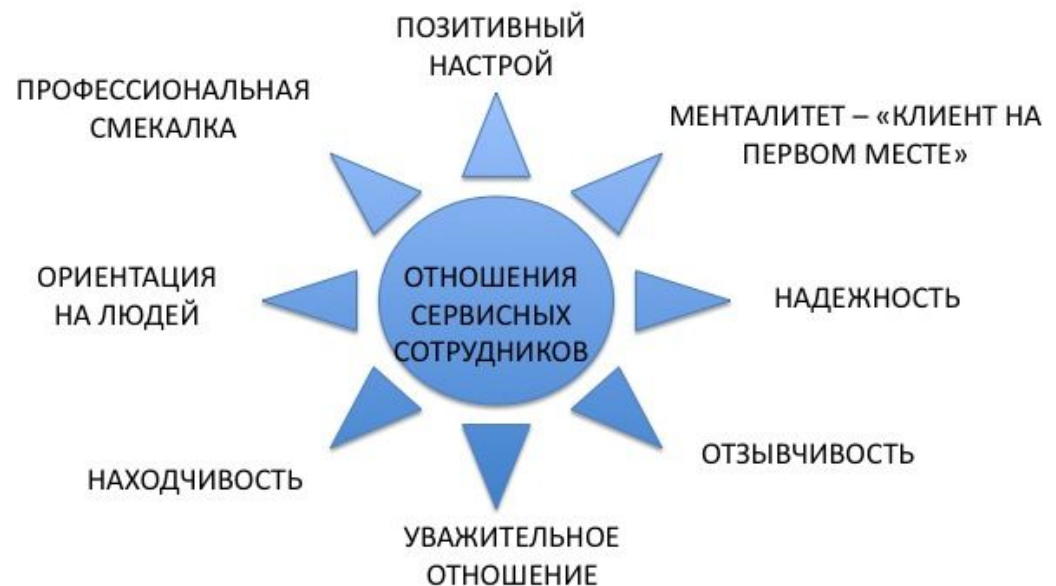 ПОЗИТИВНЫЙ
НАСТРОЙ
ПРОФЕССИОНАЛЬНАЯ
СМЕКАЛКА
МЕНТАЛИТЕТ – «КЛИЕНТ НА
ПЕРВОМ МЕСТЕ»
ОРИЕНТАЦИЯ
НА ЛЮДЕЙ
ОТНОШЕНИЯ
СЕРВИСНЫХ
СОТРУДНИКОВ
НАДЕЖНОСТЬ
НАХОДЧИВОСТЬ
ОТЗЫВЧИВОСТЬ
УВАЖИТЕЛЬНОЕ
ОТНОШЕНИЕ